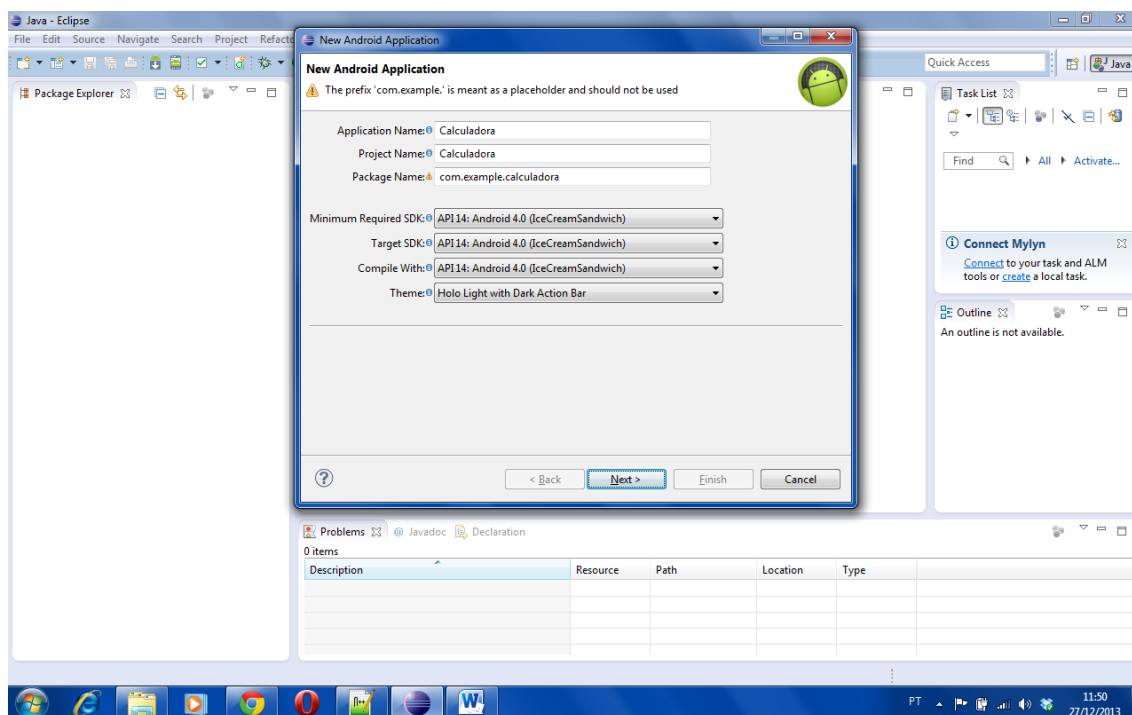 Java - Eclipse
File Edit Source Navigate Search Project Refacto
New Android Application
New Android Application
The prefix 'com.example.' is meant as a placeholder and should not be used
Application Name: Calculadora
Project Name: Calculadora
Package Name: com.example.calculadora
Minimum Required SDK: API 14: Android 4.0 (IceCreamSandwich)
Target SDK: API 14: Android 4.0 (IceCreamSandwich)
Compile With: API 14: Android 4.0 (IceCreamSandwich)
Theme: Holo Light with Dark Action Bar
< Back Next > Finish Cancel
Quick Access
Java
Package Explorer
Task List
Find All Activate...
Connect Mylyn
Connect to your task and ALM
tools or create a local task.
Outline
An outline is not available.
Problems @ Javadoc Declaration
0 items
Description Resource Path Location Type
PT
11:50
27/12/2013